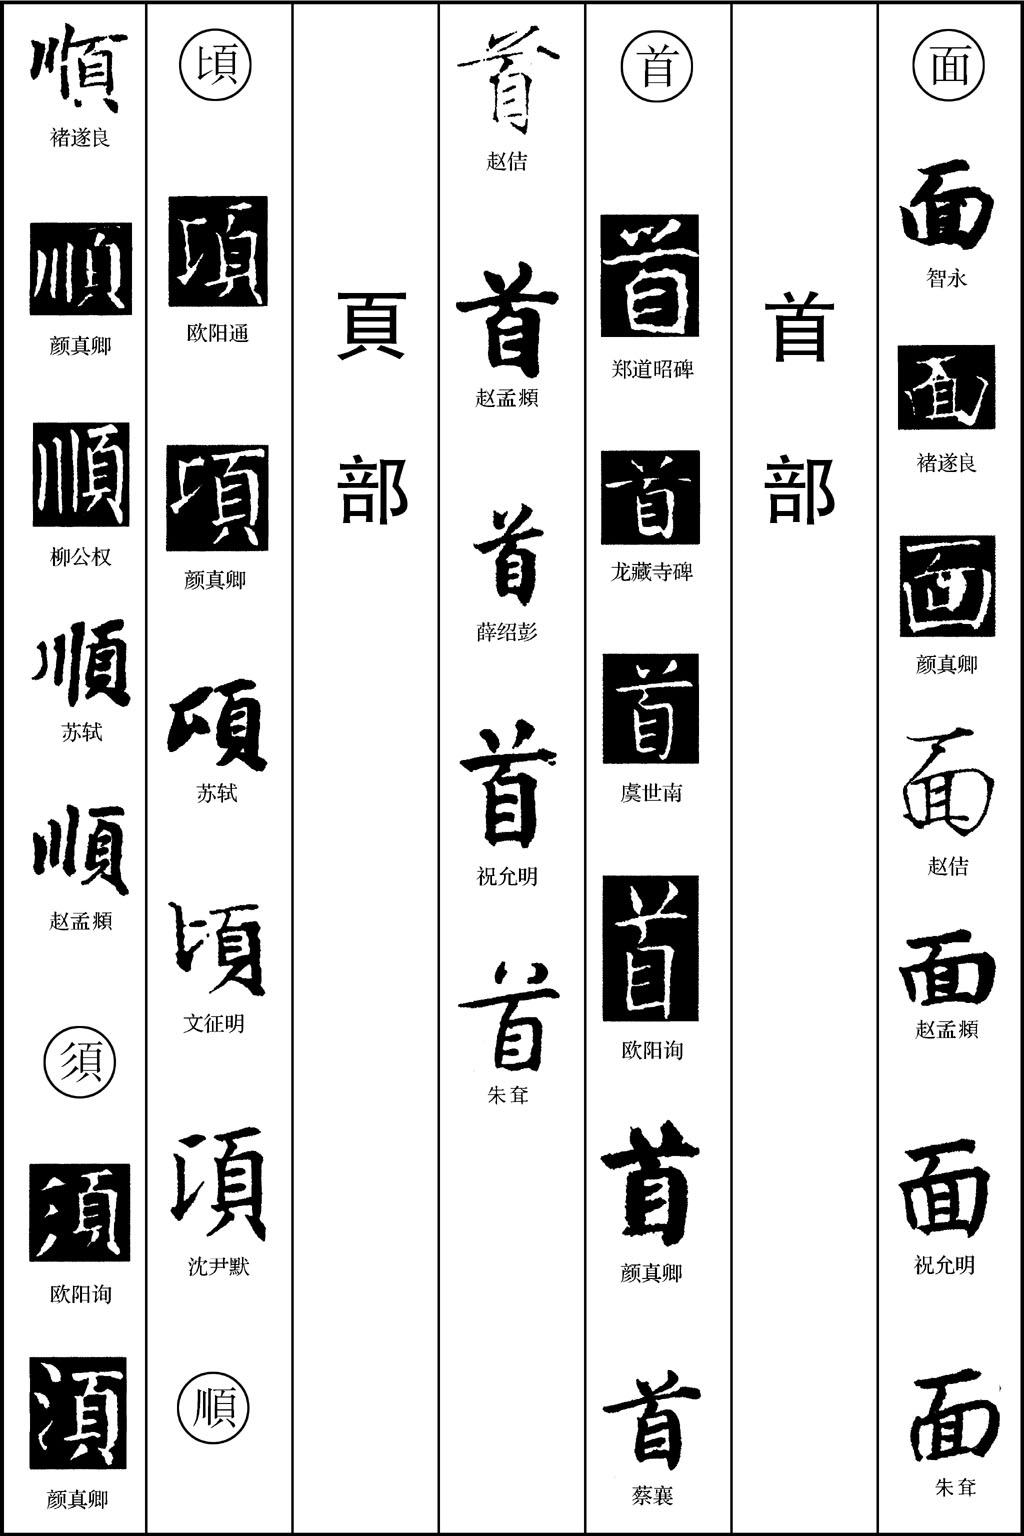 面
面
智永
面
褚遂良
面
颜真卿
面
赵佶
面
赵孟頫
面
祝允明
面
朱耷
首部
首
首
郑道昭碑
首
龙藏寺碑
首
虞世南
首
欧阳询
首
颜真卿
首
蔡襄
首
赵佶
首
赵孟頫
首
薛绍彭
首
祝允明
首
朱耷
頁部
頃
頃
欧阳通
頃
颜真卿
頃
苏轼
頃
文征明
頃
沈尹默
順
順
褚遂良
順
颜真卿
順
柳公权
順
苏轼
順
赵孟頫
須
須
欧阳询
須
颜真卿